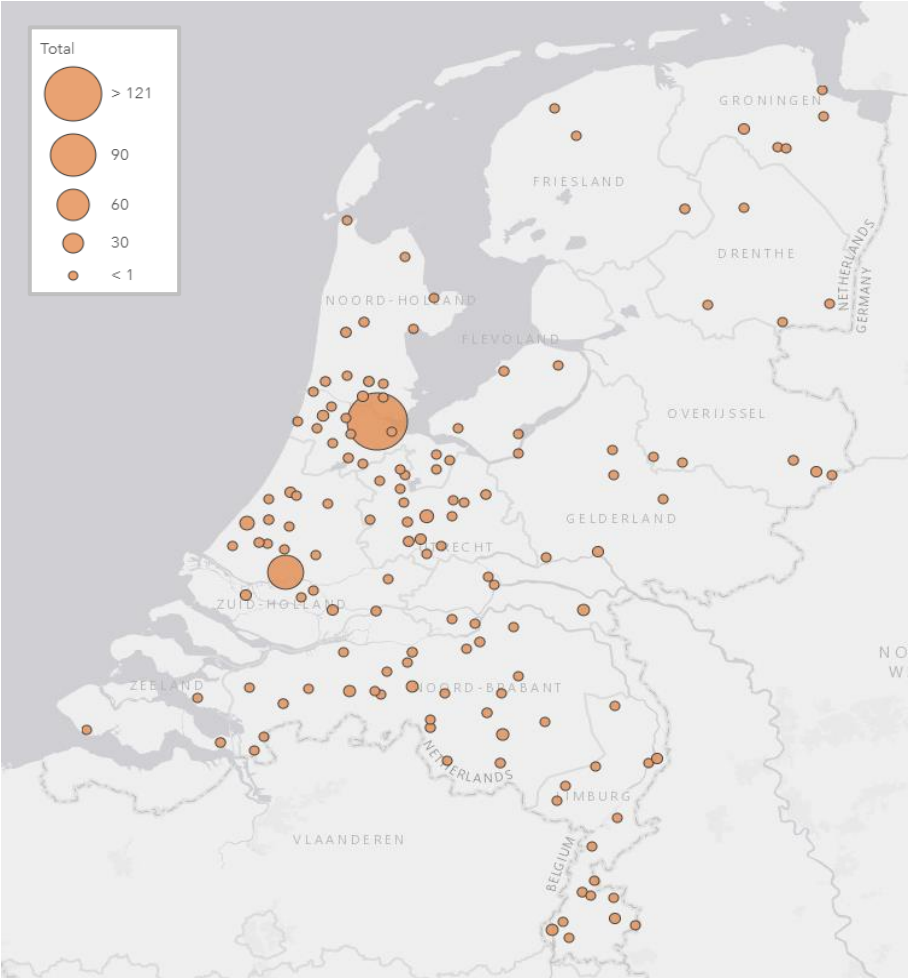 Total
> 121
90
60
30
< 1
GRONINGEN
FRIESLAND
DRENTHE
NETHERLANDS
GERMANY
NOORD-HOLLAND
FLEVOLAND
OVERIJSSEL
GELDERLAND
UTRECHT
ZUID-HOLLAND
NO
W
ZEELAND
NOORD-BRABANT
NETHERLANDS
LIMBURG
VLAANDEREN
BELGIUM